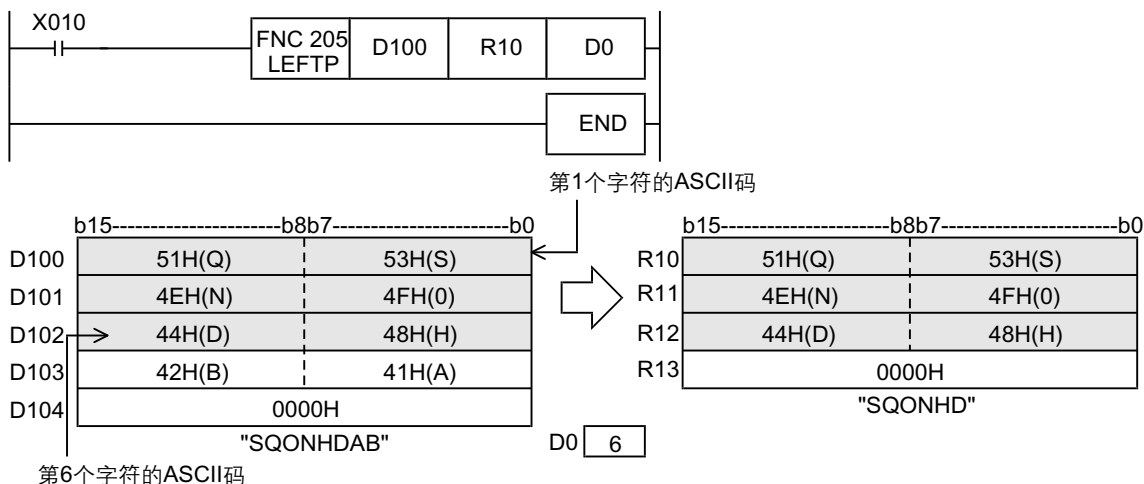 X010
FNC 205 D100 R10 D0
LEFTP
END
第1个字符的ASCII码
b15----------------------b8b7-----------------------b0 b15----------------------b8b7-----------------------b0
D100 51H(Q) 53H(S) R10 51H(Q) 53H(S)
D101 4EH(N) 4FH(0) R11 4EH(N) 4FH(0)
D102 44H(D) 48H(H) R12 44H(D) 48H(H)
D103 42H(B) 41H(A) R13 0000H
D104 0000H "SQONHD"
"SQONHDAB" D0 6
第6个字符的ASCII码